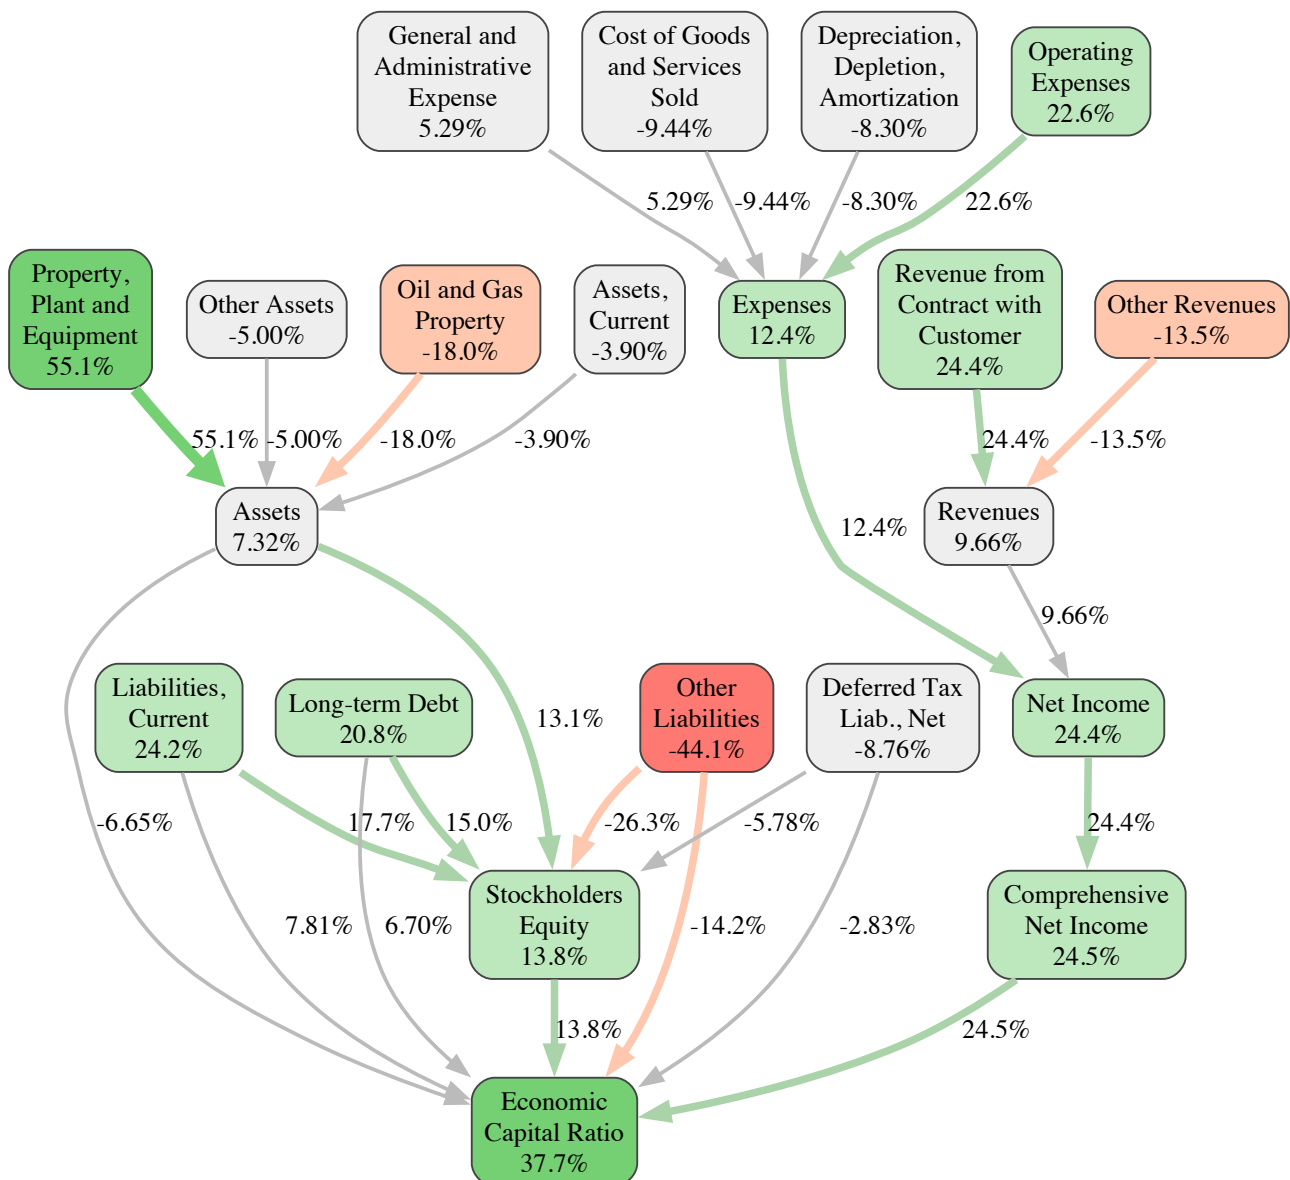 General and
Administrative
Expense
5.29%
Cost of Goods
and Services
Sold
-9.44%
Depreciation,
Depletion,
Amortization
-8.30%
Operating
Expenses
22.6%
5.29%
-9.44%
-8.30%
22.6%
Property,
Plant and
Equipment
55.1%
Other Assets
-5.00%
Oil and Gas
Property
-18.0%
Assets,
Current
-3.90%
Expenses
12.4%
Revenue from
Contract with
Customer
24.4%
Other Revenues
-13.5%
55.1%
-5.00%
-18.0%
-3.90%
24.4%
-13.5%
Assets
7.32%
12.4%
Revenues
9.66%
9.66%
Liabilities,
Current
24.2%
Long-term Debt
20.8%
13.1%
Other
Liabilities
-44.1%
Deferred Tax
Liab., Net
-8.76%
Net Income
24.4%
-6.65%
17.7%
15.0%
-26.3%
-5.78%
24.4%
7.81%
6.70%
Stockholders
Equity
13.8%
-14.2%
-2.83%
Comprehensive
Net Income
24.5%
13.8%
24.5%
Economic
Capital Ratio
37.7%